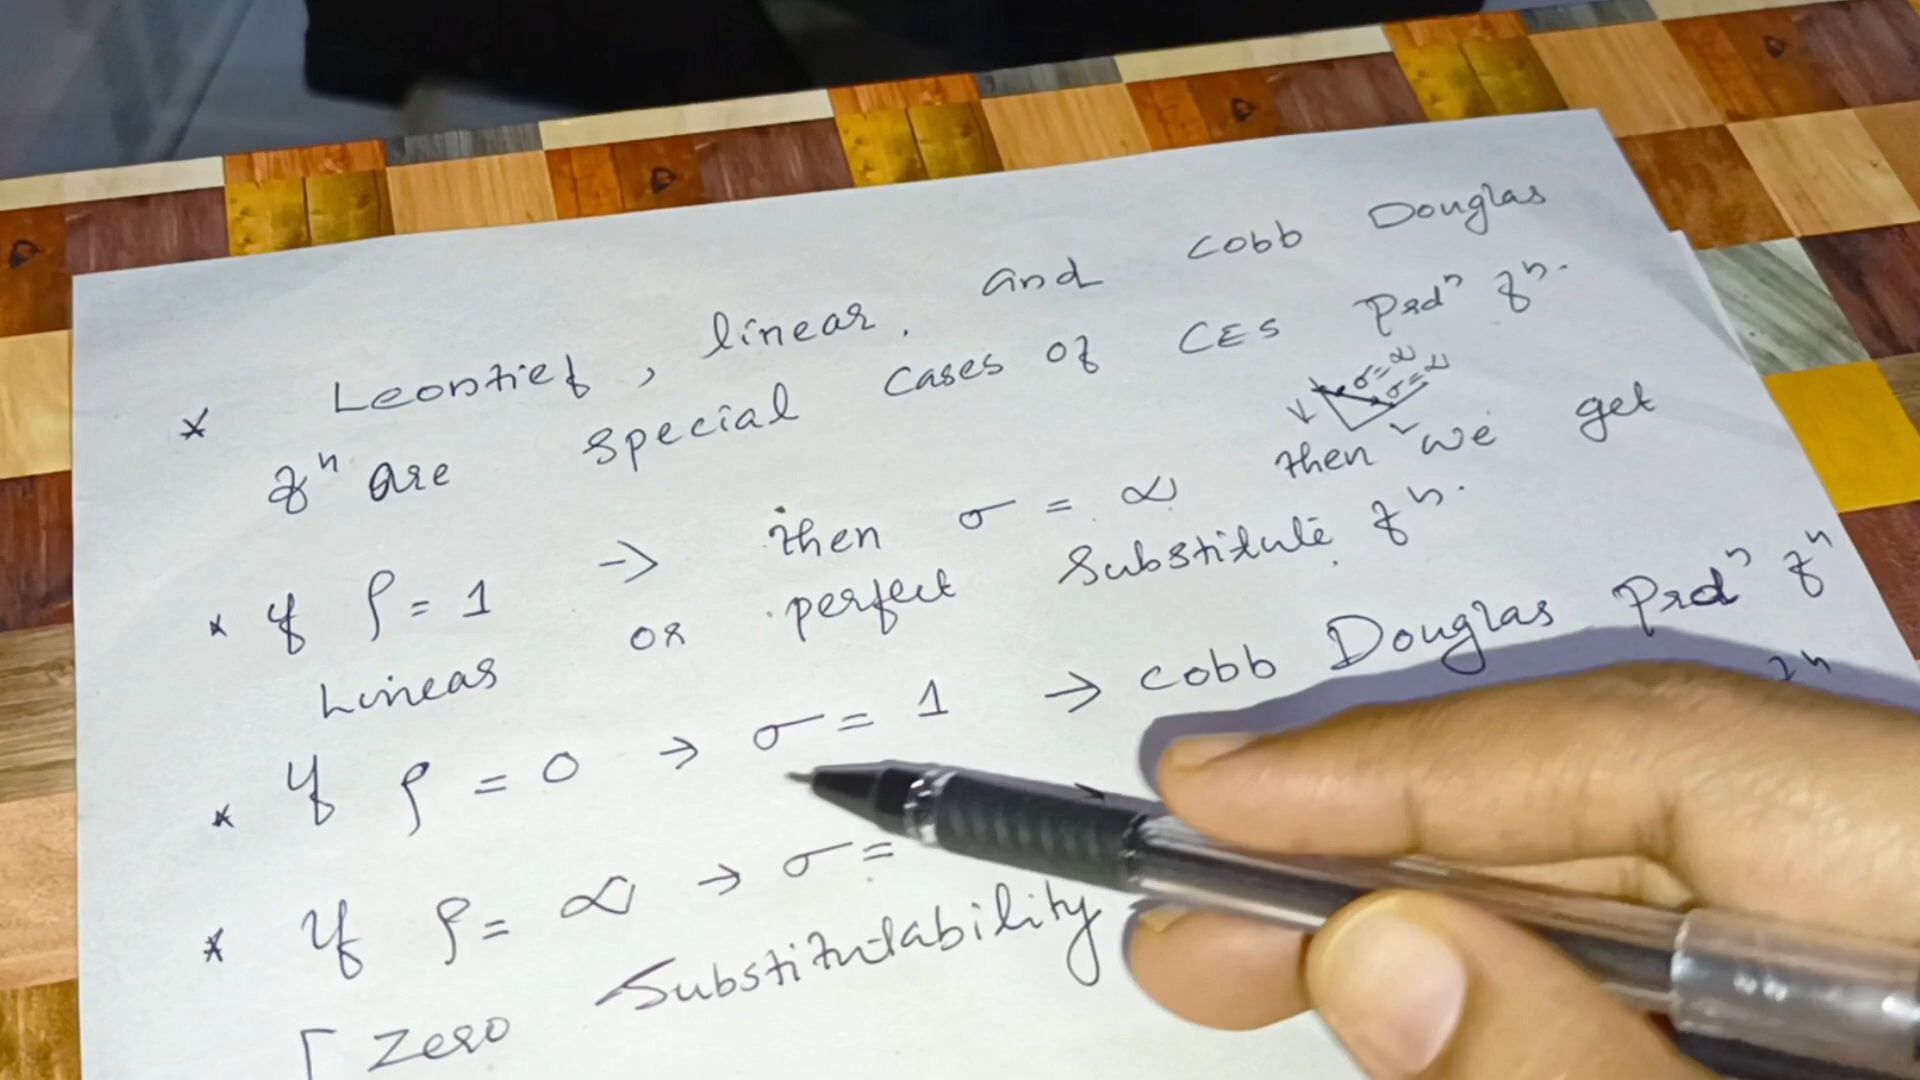 * Leontief, linear, and Cobb Douglas
fⁿ are special cases of CES Prdⁿ fⁿ.
K σ=∝ σ=∝ L
* If ρ = 1 → then σ = ∝ then we get
Linear or perfect Substitute fⁿ.
* If ρ = 0 → σ = 1 → Cobb Douglas Prdⁿ fⁿ
* If ρ = ∝ → σ = fⁿ
[ Zero Substitutability